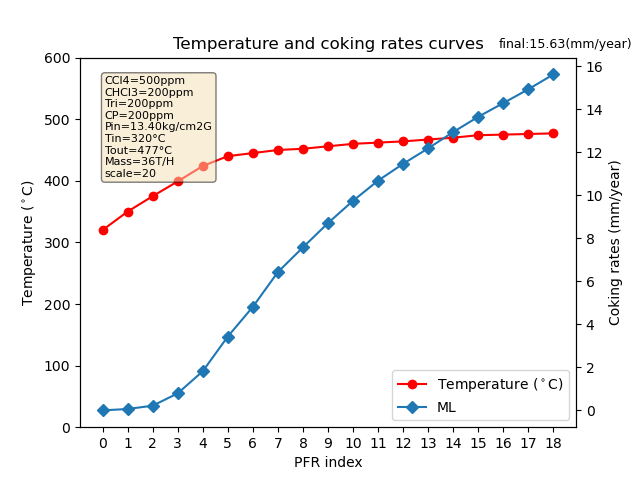 Temperature and coking rates curves
final:15.63(mm/year)
CCl4=500ppm
CHCl3=200ppm
Tri=200ppm
CP=200ppm
Pin=13.40kg/cm2G
Tin=320°C
Tout=477°C
Mass=36T/H
scale=20
Temperature (°C)
600
500
400
300
200
100
0
Coking rates (mm/year)
16
14
12
10
8
6
4
2
0
Temperature (°C)
ML
0 1 2 3 4 5 6 7 8 9 10 11 12 13 14 15 16 17 18
PFR index